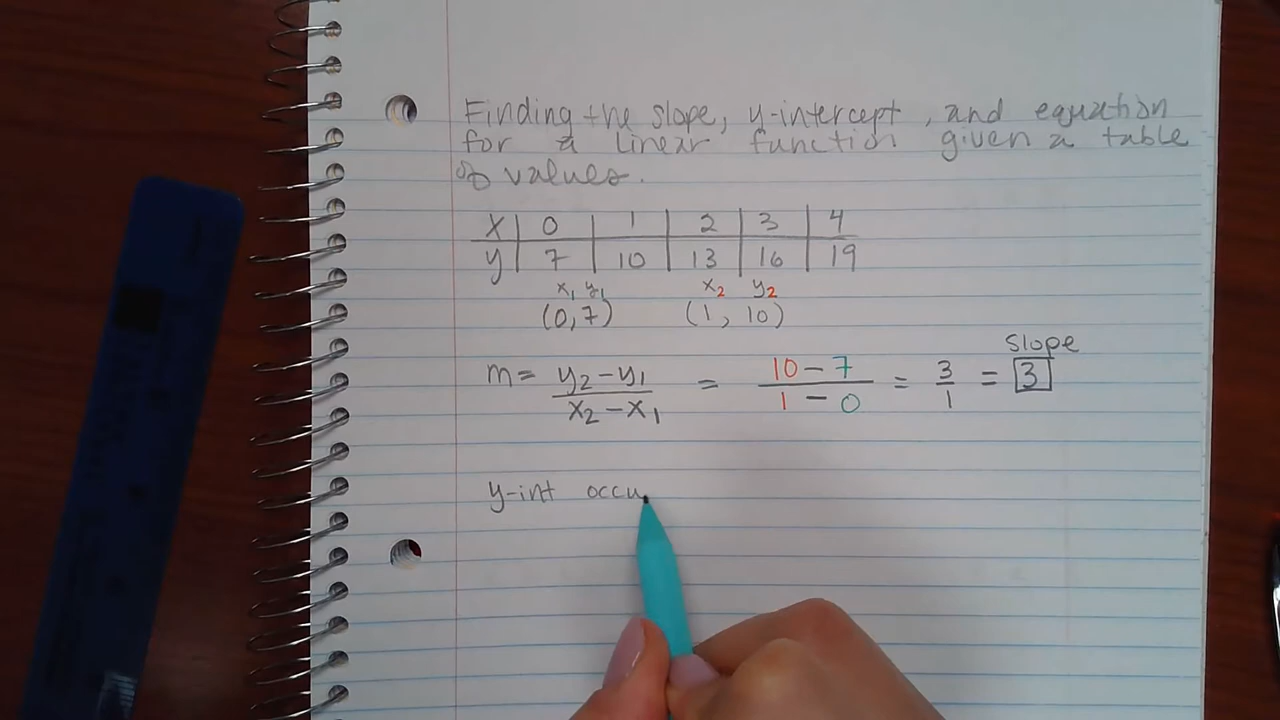 Finding the slope, y-intercept, and equation
for a linear function given a table
of values.
x | 0 | 1 | 2 | 3 | 4
y | 7 | 10 | 13 | 16 | 19
x₁ y₁ x₂ y₂
(0,7) (1, 10)
slope
m = (y₂-y₁)/(x₂-x₁) = (10-7)/(1-0) = 3/1 = 3
y-int occu